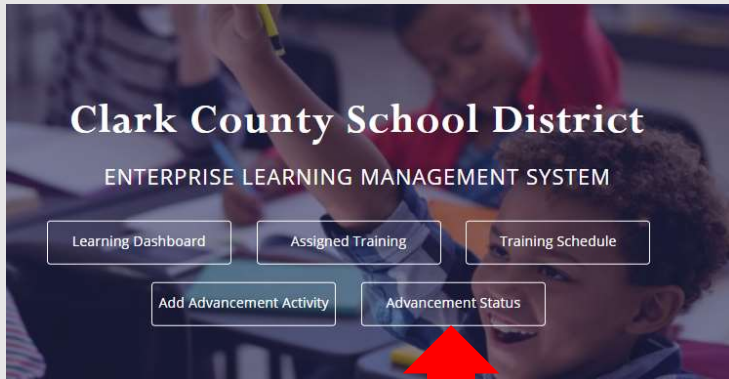 Clark County School District
ENTERPRISE LEARNING MANAGEMENT SYSTEM
Learning Dashboard
Assigned Training
Training Schedule
Add Advancement Activity
Advancement Status